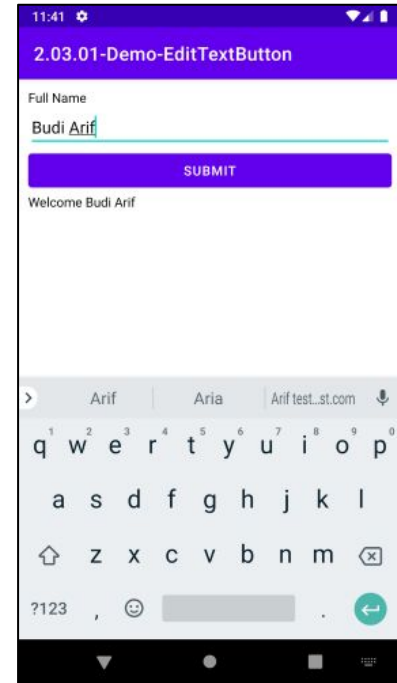 11:41
2.03.01-Demo-EditTextButton
Full Name
Budi Arif
SUBMIT
Welcome Budi Arif
> Arif Aria Arif test...st.com
1 2 3 4 5 6 7 8 9 0
q w e r t y u i o p
a s d f g h j k l
z x c v b n m
?123 , .